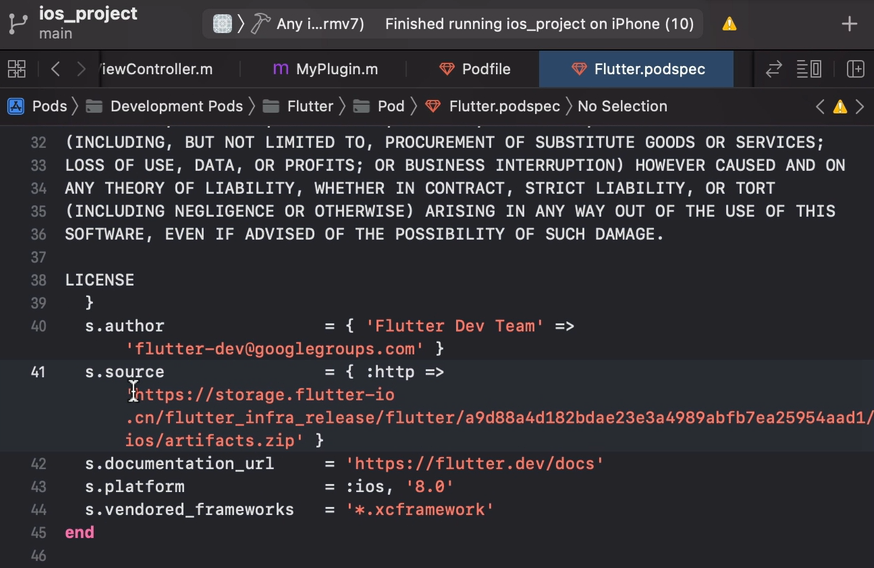 ios_project
main
Any i...rmv7)
Finished running ios_project on iPhone (10)
iewController.m
m MyPlugin.m
Podfile
Flutter.podspec
Pods
Development Pods
Flutter
Pod
Flutter.podspec
No Selection
32 (INCLUDING, BUT NOT LIMITED TO, PROCUREMENT OF SUBSTITUTE GOODS OR SERVICES;
33 LOSS OF USE, DATA, OR PROFITS; OR BUSINESS INTERRUPTION) HOWEVER CAUSED AND ON
34 ANY THEORY OF LIABILITY, WHETHER IN CONTRACT, STRICT LIABILITY, OR TORT
35 (INCLUDING NEGLIGENCE OR OTHERWISE) ARISING IN ANY WAY OUT OF THE USE OF THIS
36 SOFTWARE, EVEN IF ADVISED OF THE POSSIBILITY OF SUCH DAMAGE.
37
38 LICENSE
39 }
40 s.author = { 'Flutter Dev Team' =>
'flutter-dev@googlegroups.com' }
41 s.source = { :http =>
'https://storage.flutter-io
.cn/flutter_infra_release/flutter/a9d88a4d182bdae23e3a4989abfb7ea25954aad1/
ios/artifacts.zip' }
42 s.documentation_url = 'https://flutter.dev/docs'
43 s.platform = :ios, '8.0'
44 s.vendored_frameworks = '*.xcframework'
45 end
46